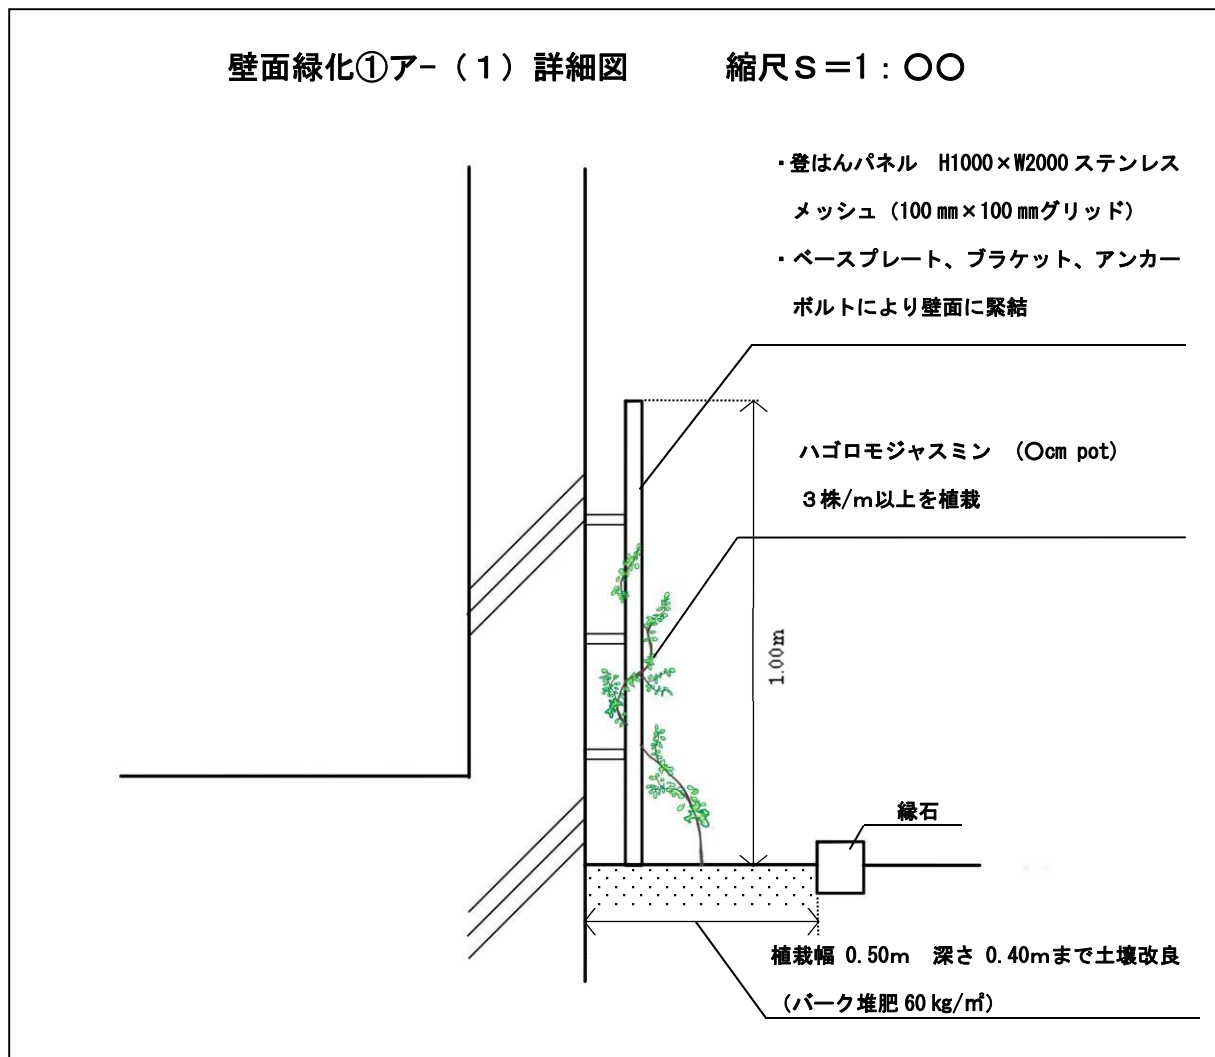 壁面緑化①ア-（１）詳細図　　　縮尺Ｓ＝1：〇〇
・登はんパネル　H1000×W2000 ステンレス
メッシュ（100 ㎜×100 ㎜グリッド）
・ベースプレート、ブラケット、アンカー
ボルトにより壁面に緊結
ハゴロモジャスミン　（〇cm pot）
３株/ｍ以上を植栽
1.00m
縁石
植栽幅 0.50ｍ　深さ 0.40ｍまで土壌改良
（バーク堆肥 60 kg/㎡）